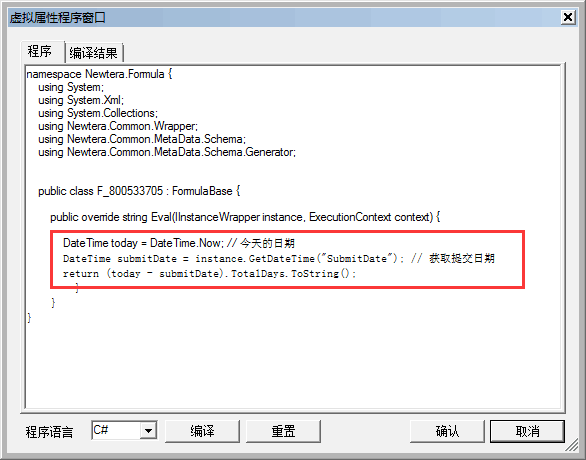 虚拟属性程序窗口
程序 编译结果
namespace Newtera.Formula {
using System;
using System.Xml;
using System.Collections;
using Newtera.Common.Wrapper;
using Newtera.Common.MetaData.Schema;
using Newtera.Common.MetaData.Schema.Generator;
public class F_800533705 : FormulaBase {
public override string Eval(IInstanceWrapper instance, ExecutionContext context) {
DateTime today = DateTime.Now; // 今天的日期
DateTime submitDate = instance.GetDateTime("SubmitDate"); // 获取提交日期
return (today - submitDate).TotalDays.ToString();
}
}
}
程序语言 C# 编译 重置 确认 取消